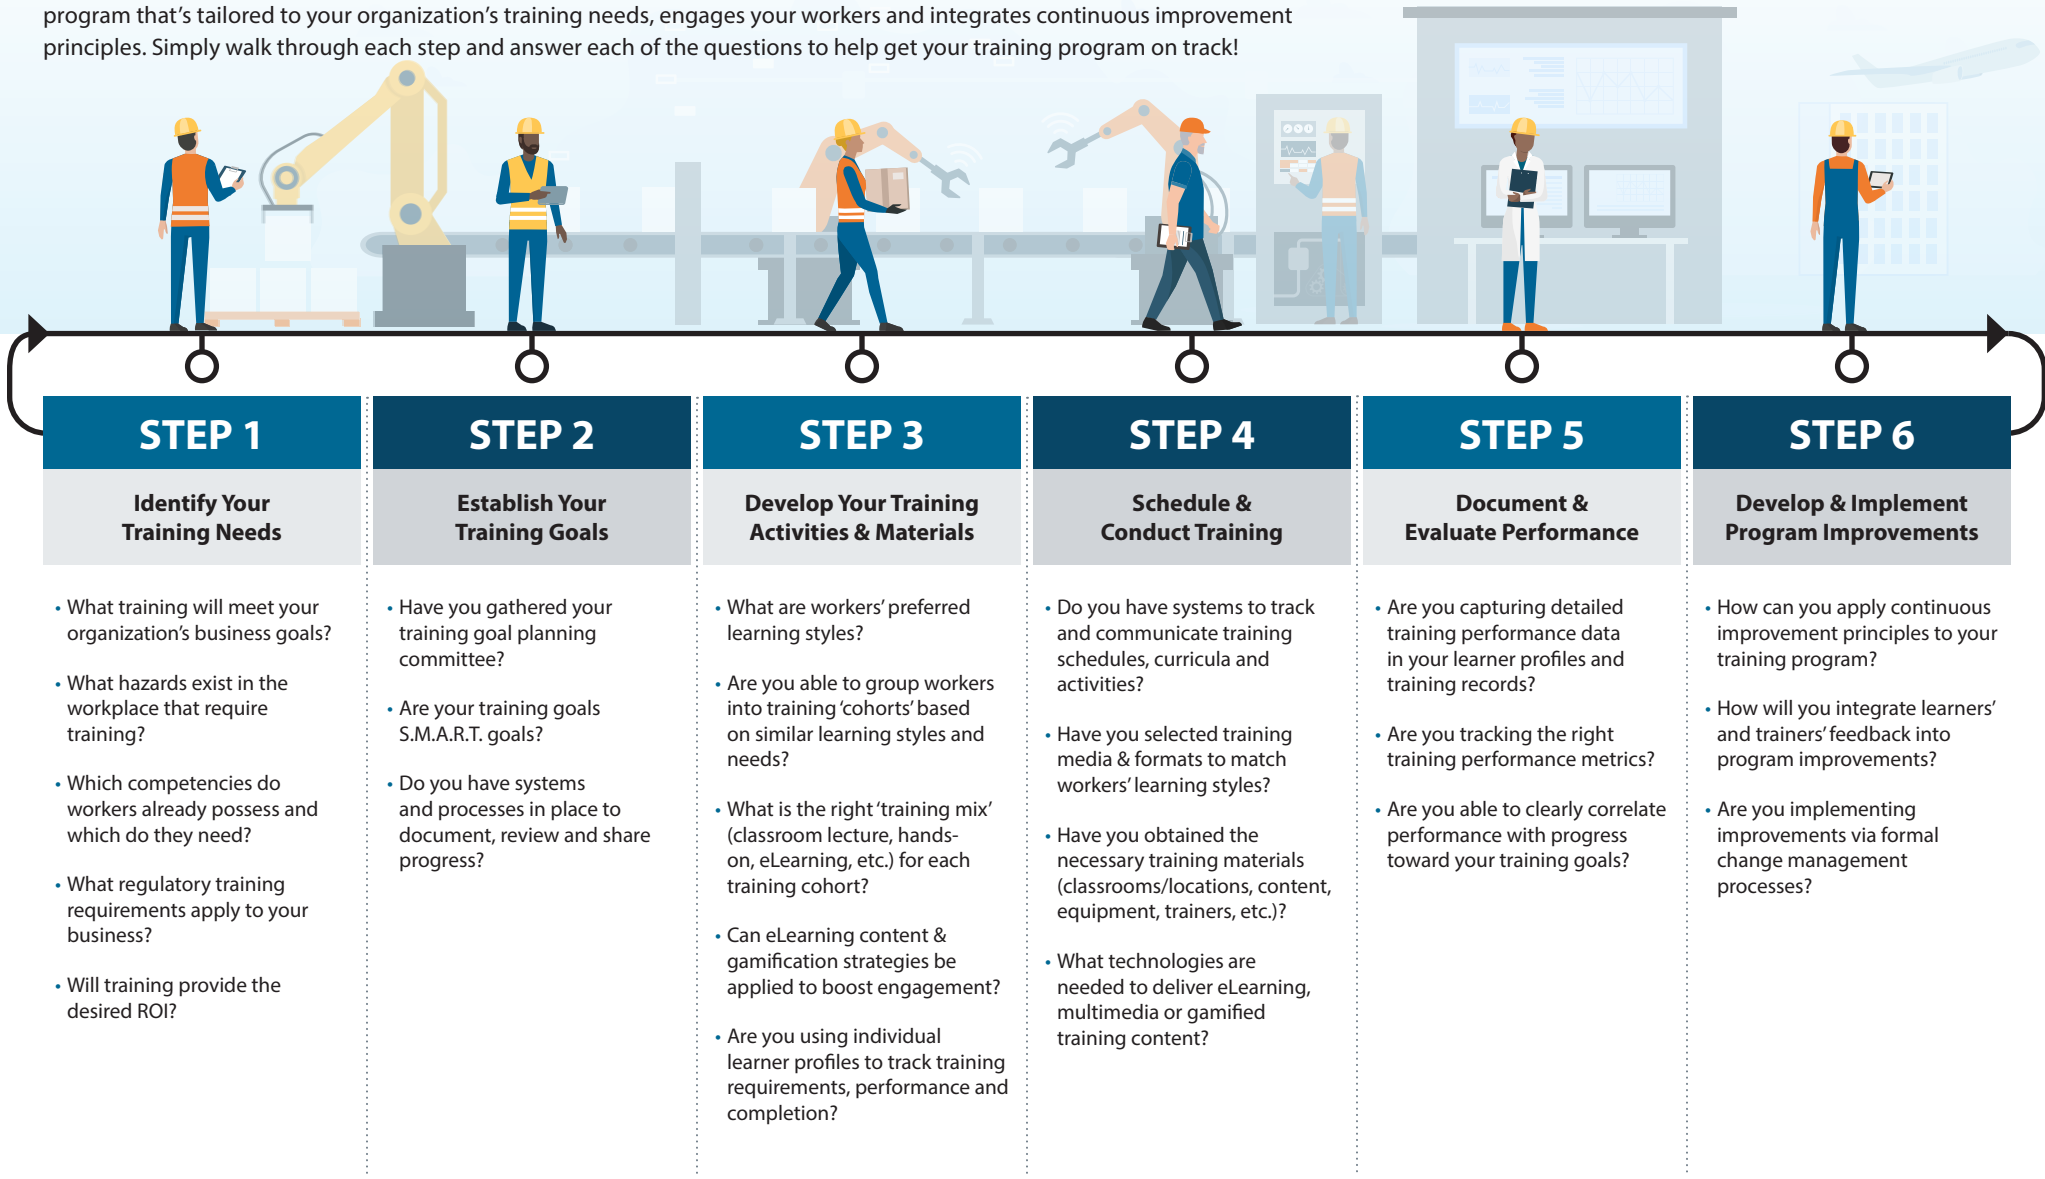 program that’s tailored to your organization’s training needs, engages your workers and integrates continuous improvement
principles. Simply walk through each step and answer each of the questions to help get your training program on track!
STEP 1
Identify Your
Training Needs
• What training will meet your
organization’s business goals?
• What hazards exist in the
workplace that require
training?
• Which competencies do
workers already possess and
which do they need?
• What regulatory training
requirements apply to your
business?
• Will training provide the
desired ROI?
STEP 2
Establish Your
Training Goals
• Have you gathered your
training goal planning
committee?
• Are your training goals
S.M.A.R.T. goals?
• Do you have systems
and processes in place to
document, review and share
progress?
STEP 3
Develop Your Training
Activities & Materials
• What are workers’ preferred
learning styles?
• Are you able to group workers
into training ‘cohorts’ based
on similar learning styles and
needs?
• What is the right ‘training mix’
(classroom lecture, hands-
on, eLearning, etc.) for each
training cohort?
• Can eLearning content &
gamification strategies be
applied to boost engagement?
• Are you using individual
learner profiles to track training
requirements, performance and
completion?
STEP 4
Schedule &
Conduct Training
• Do you have systems to track
and communicate training
schedules, curricula and
activities?
• Have you selected training
media & formats to match
workers’ learning styles?
• Have you obtained the
necessary training materials
(classrooms/locations, content,
equipment, trainers, etc.)?
• What technologies are
needed to deliver eLearning,
multimedia or gamified
training content?
STEP 5
Document &
Evaluate Performance
• Are you capturing detailed
training performance data
in your learner profiles and
training records?
• Are you tracking the right
training performance metrics?
• Are you able to clearly correlate
performance with progress
toward your training goals?
STEP 6
Develop & Implement
Program Improvements
• How can you apply continuous
improvement principles to your
training program?
• How will you integrate learners’
and trainers’ feedback into
program improvements?
• Are you implementing
improvements via formal
change management
processes?